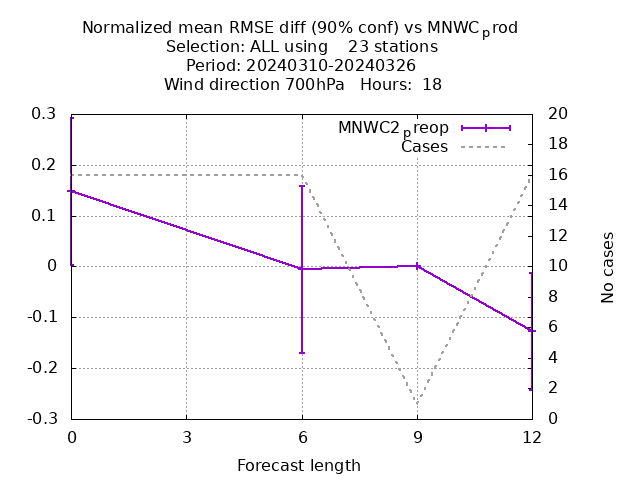 Normalized mean RMSE diff (90% conf) vs MNWCprod
Selection: ALL using    23 stations
Period: 20240310-20240326
Wind direction 700hPa   Hours:  18
MNWC2preop
Cases
0.3
0.2
0.1
0
-0.1
-0.2
-0.3
20
18
16
14
12
10
8
6
4
2
0
No cases
0
3
6
9
12
Forecast length